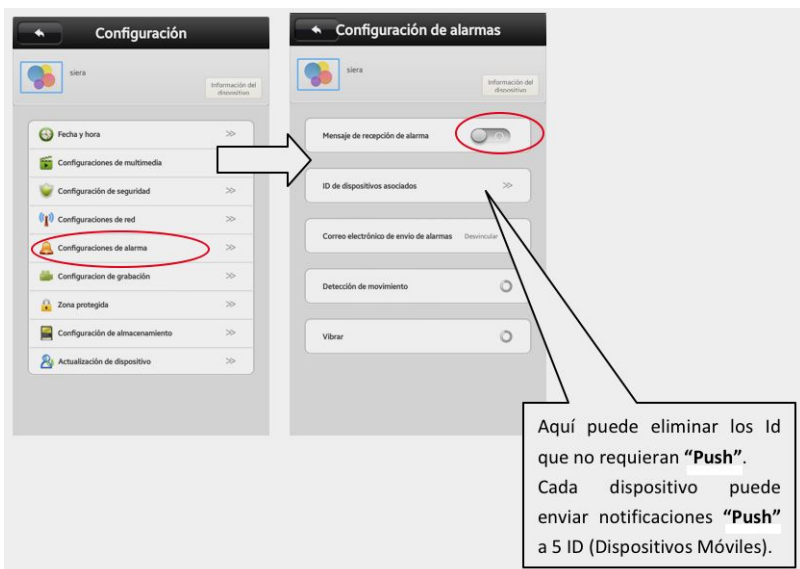 Configuración
siera
Información del
dispositivo
Fecha y hora
Configuraciones de multimedia
Configuración de seguridad
Configuraciones de red
Configuraciones de alarma
Configuracion de grabación
Zona protegida
Configuración de almacenamiento
Actualización de dispositivo
Configuración de alarmas
siera
Información del
dispositivo
Mensaje de recepción de alarma
ID de dispositivos asociados
Correo electrónico de envio de alarmas Desvincular
Detección de movimiento
Vibrar
Aquí puede eliminar los Id
que no requieran “Push”.
Cada dispositivo puede
enviar notificaciones “Push”
a 5 ID (Dispositivos Móviles).